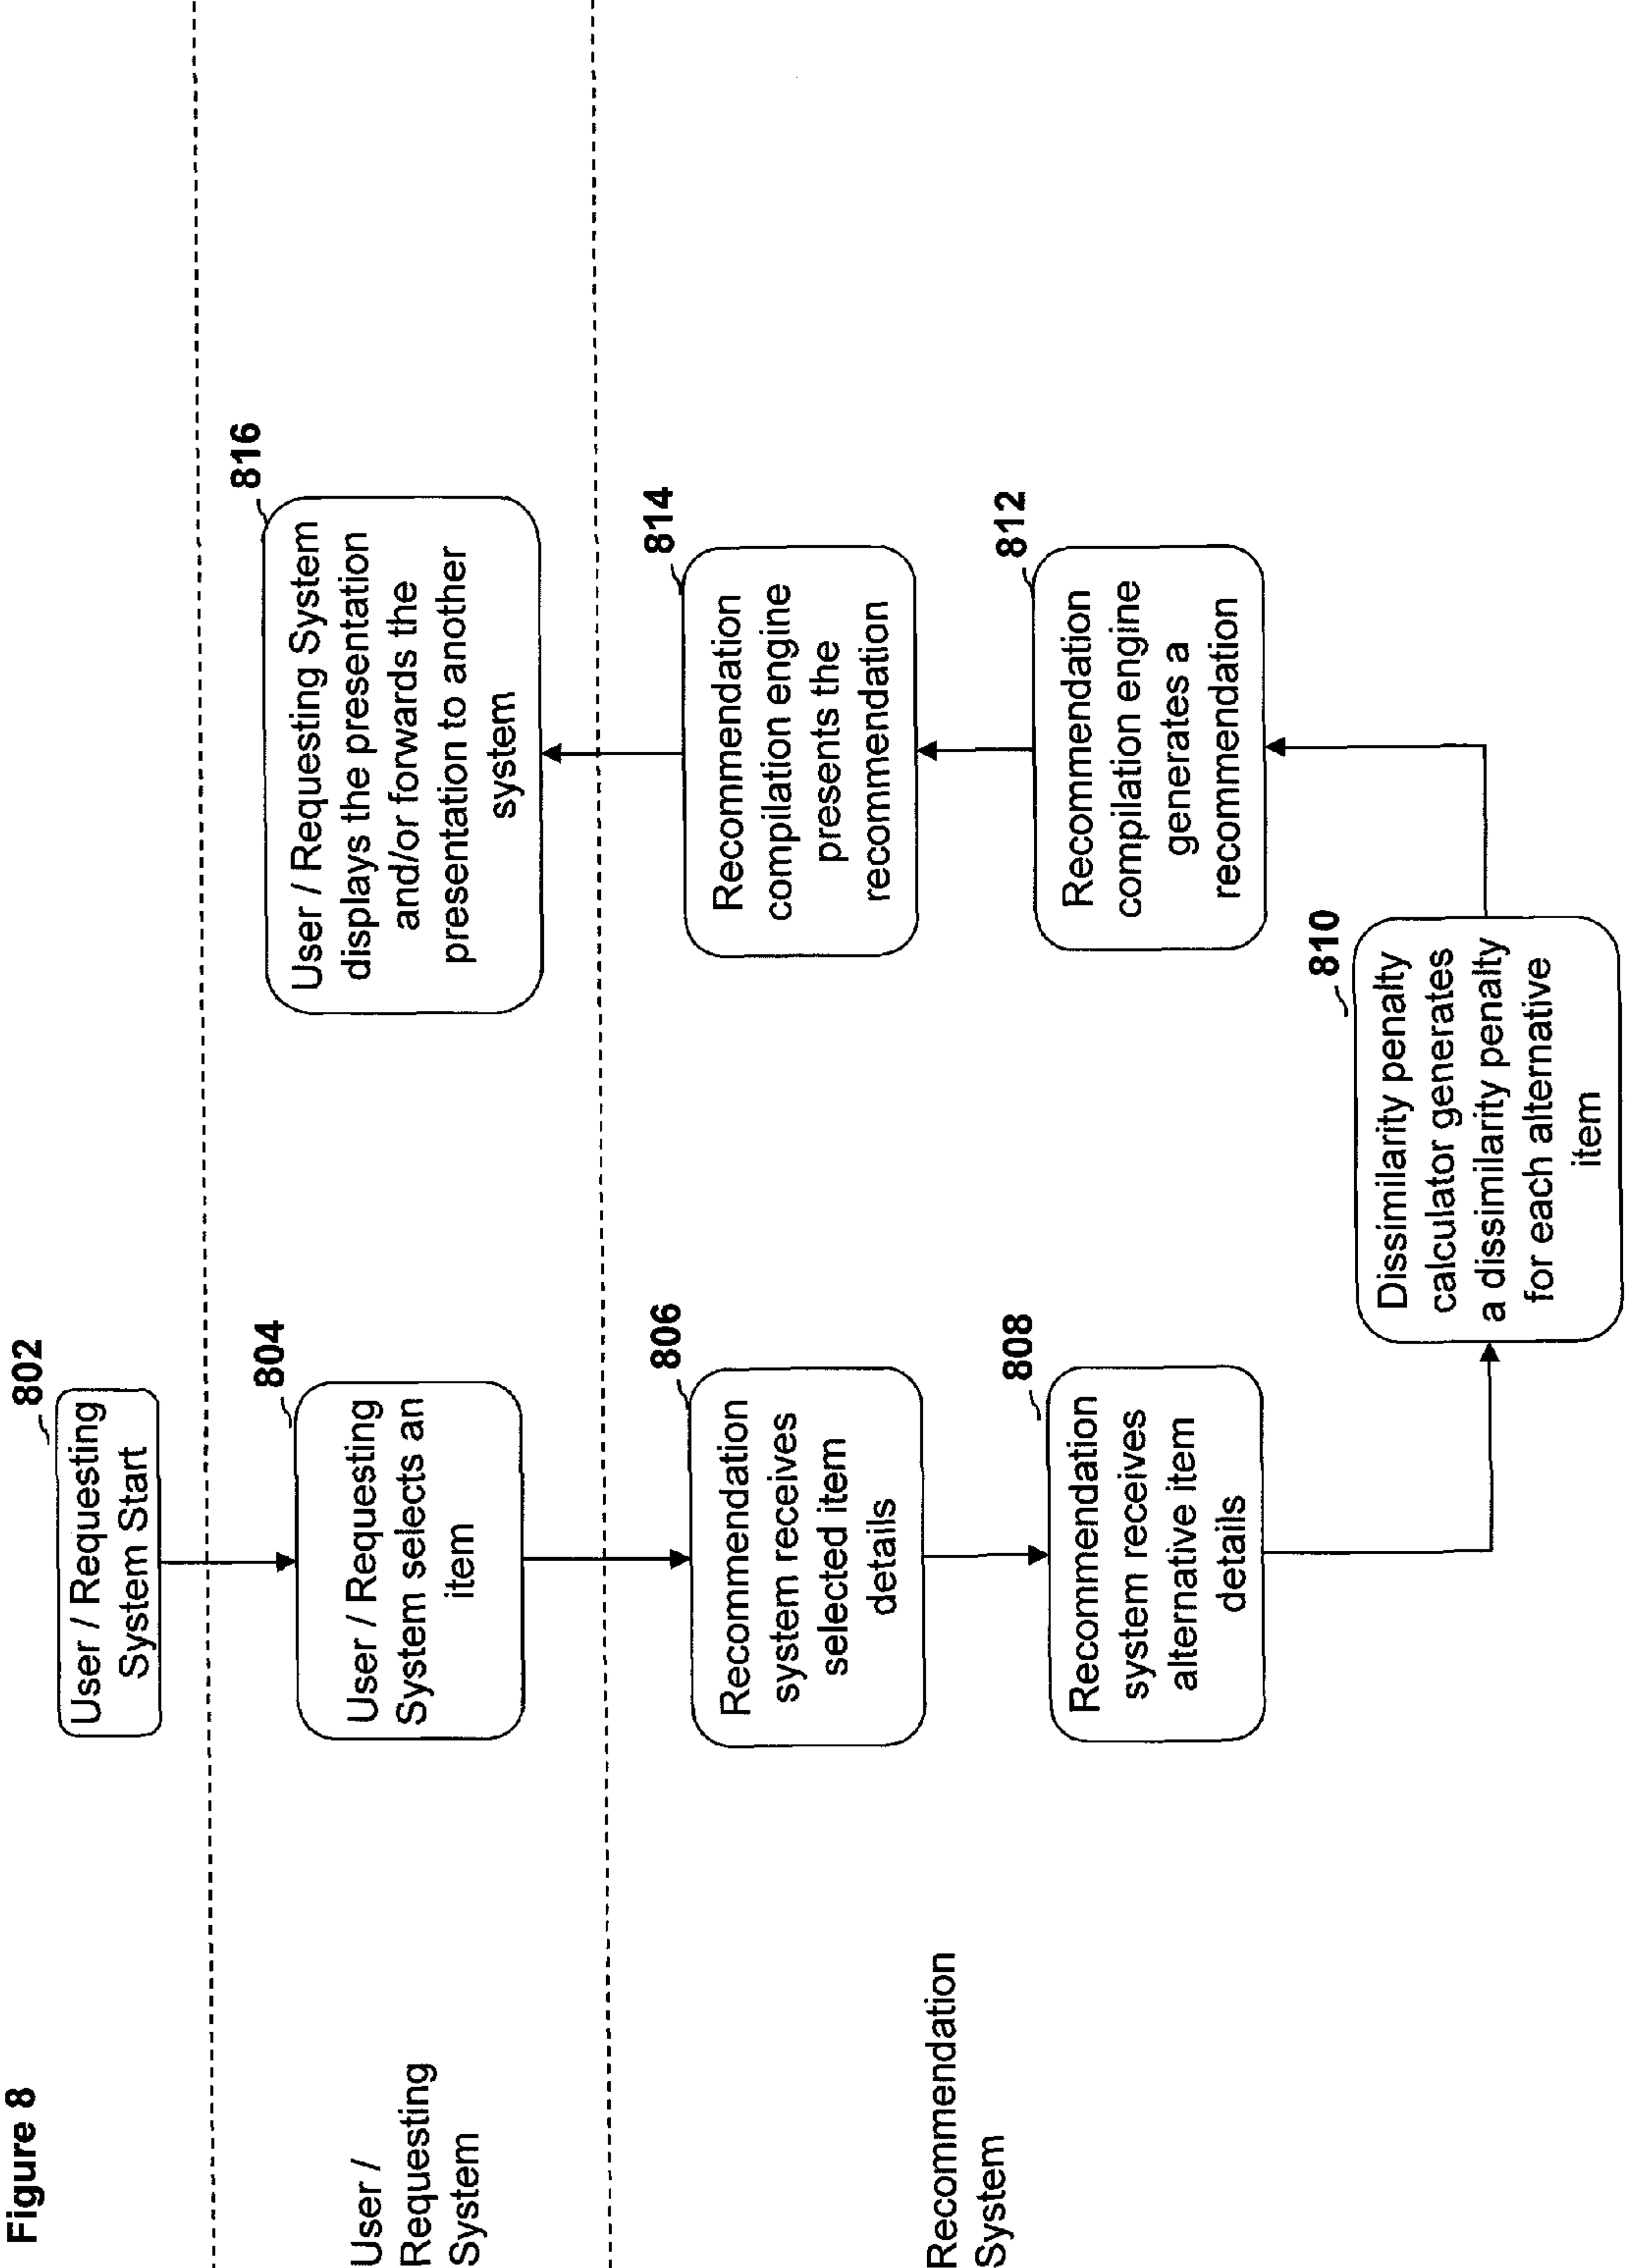 Figure 8
802
User / Requesting
System Start
User /
Requesting
System
804
User / Requesting
System selects an
item
816
User / Requesting System
displays the presentation
and/or forwards the
presentation to another
system
Recommendation
System
806
Recommendation
system receives
selected item
details
808
Recommendation
system receives
alternative item
details
810
Dissimilarity penalty
calculator generates
a dissimilarity penalty
for each alternative
item
812
Recommendation
compilation engine
generates a
recommendation
814
Recommendation
compilation engine
presents the
recommendation